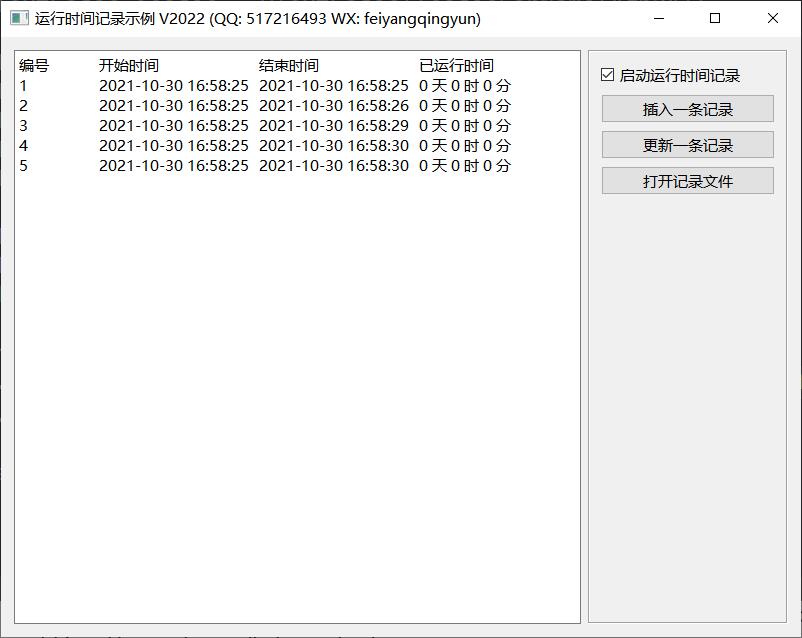 运行时间记录示例 V2022 (QQ: 517216493 WX: feiyangqingyun)
编号 开始时间 结束时间 已运行时间
1 2021-10-30 16:58:25 2021-10-30 16:58:25 0 天 0 时 0 分
2 2021-10-30 16:58:25 2021-10-30 16:58:26 0 天 0 时 0 分
3 2021-10-30 16:58:25 2021-10-30 16:58:29 0 天 0 时 0 分
4 2021-10-30 16:58:25 2021-10-30 16:58:30 0 天 0 时 0 分
5 2021-10-30 16:58:25 2021-10-30 16:58:30 0 天 0 时 0 分
启动运行时间记录
插入一条记录
更新一条记录
打开记录文件